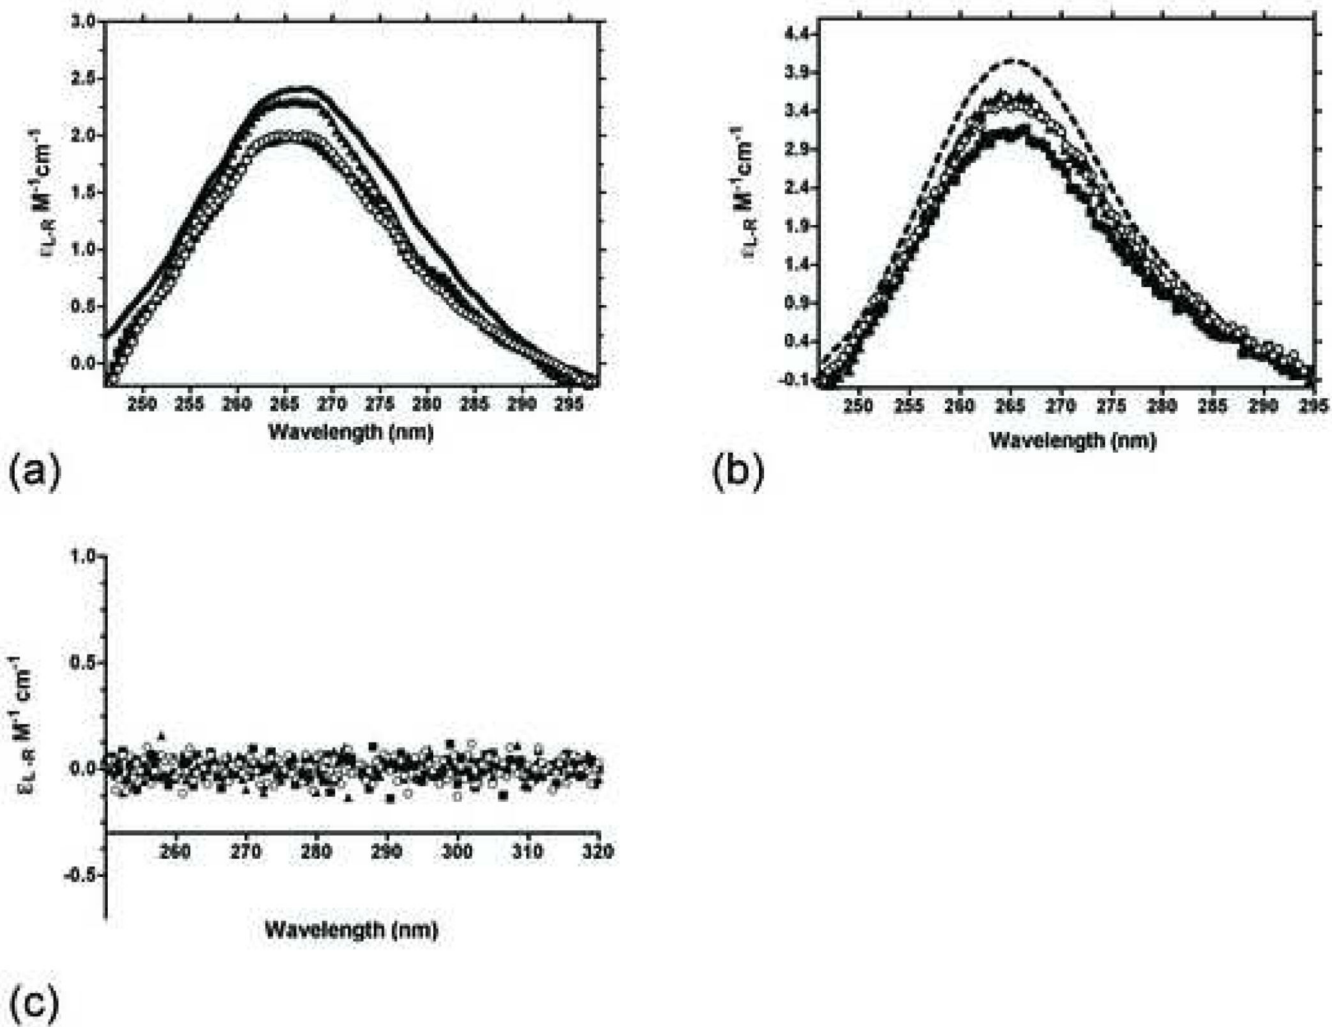 3.0
2.5
2.0
1.5
1.0
0.5
0.0
εL-R M-1cm-1
250 255 260 265 270 275 280 285 290 295
Wavelength (nm)
(a)
4.4
3.9
3.4
2.9
2.4
1.9
1.4
0.9
0.4
-0.1
εL-R M-1cm-1
250 255 260 265 270 275 280 285 290 295
Wavelength (nm)
(b)
1.0
0.5
0.0
-0.5
εL-R M-1 cm-1
260 270 280 290 300 310 320
Wavelength (nm)
(c)